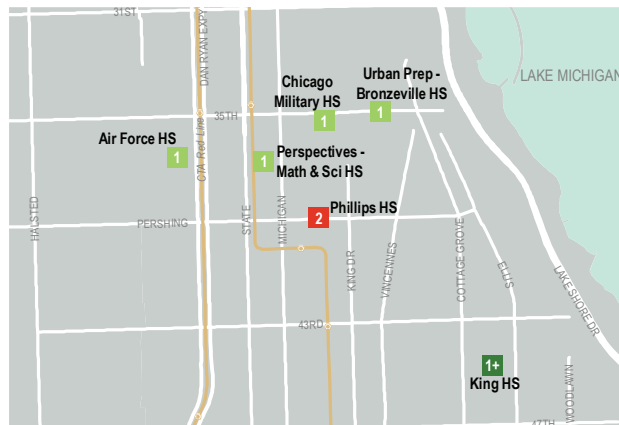 31ST
DAN RYAN EXPY
LAKE MICHIGAN
Urban Prep -
Bronzeville HS
1
Chicago
Military HS
1
35TH
CTA Red Line
Air Force HS
1
1
Perspectives -
Math & Sci HS
HALSTED
STATE
MICHIGAN
PERSHING
2
Phillips HS
KING DR
VINCENNES
COTTAGE GROVE
ELLIS
LAKE SHORE DR
43RD
1+
King HS
WOODLAWN
47TH